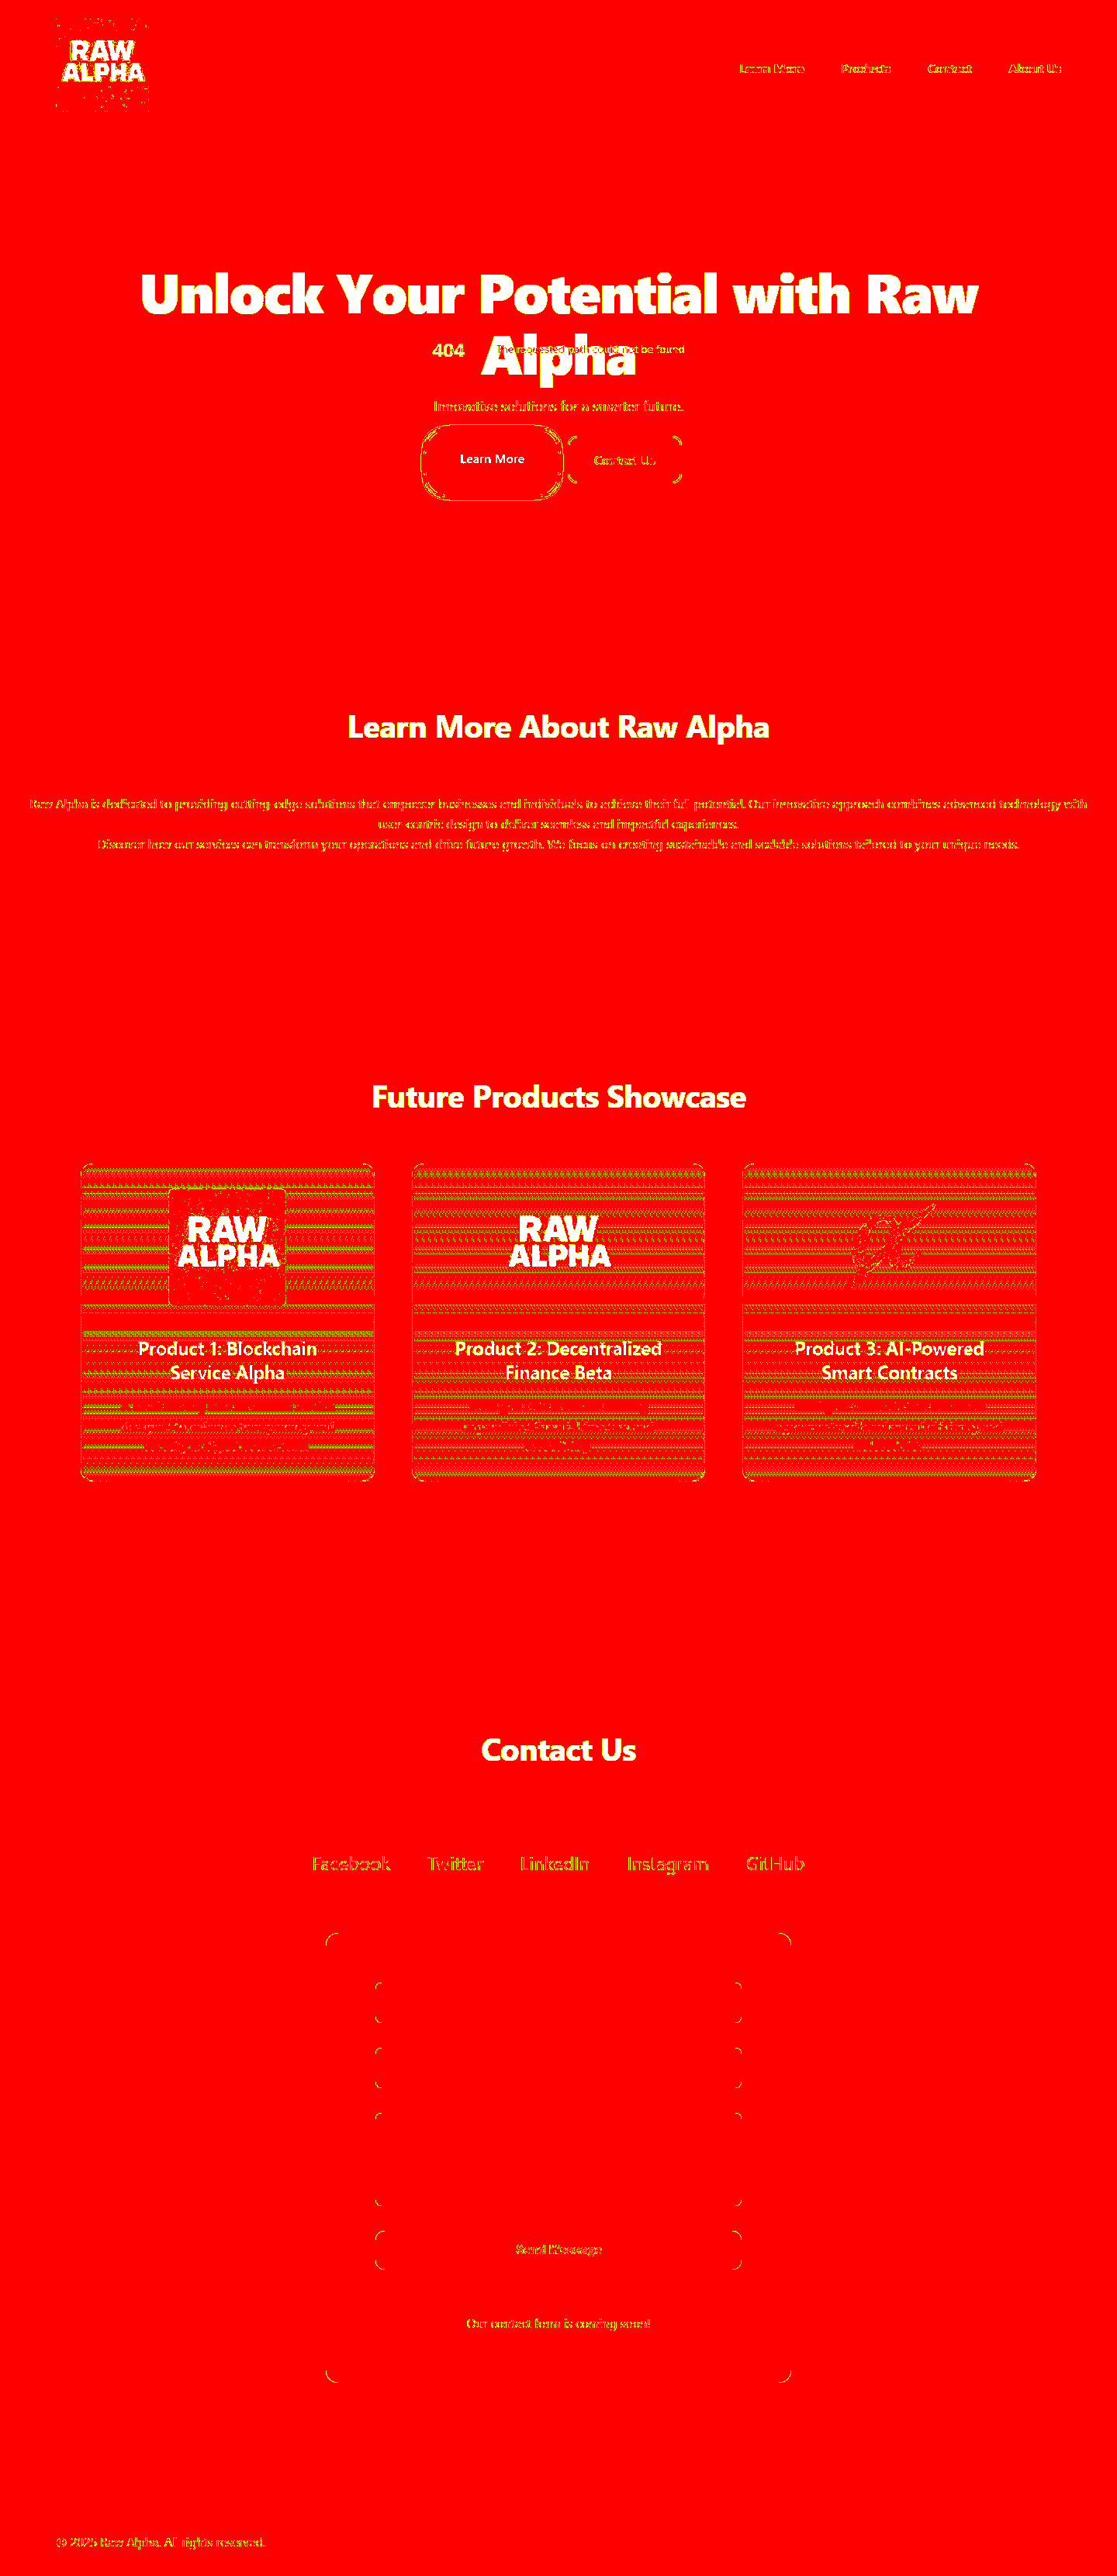 RAW
ALPHA
Learn More Products Contact About Us
Unlock Your Potential with Raw
Alpha
404 The requested path could not be found
Innovative solutions for a smarter future.
Learn More Contact Us
Learn More About Raw Alpha
Raw Alpha is dedicated to providing cutting-edge solutions that empower businesses and individuals to achieve their full potential. Our innovative approach combines advanced technology with
user-centric design to deliver seamless and impactful experiences.
Discover how our services can transform your operations and drive future growth. We focus on creating sustainable and scalable solutions tailored to your unique needs.
Future Products Showcase
RAW
ALPHA
Product 1: Blockchain
Service Alpha
RAW
ALPHA
Product 2: Decentralized
Finance Beta
Product 3: AI-Powered
Smart Contracts
Contact Us
Facebook Twitter LinkedIn Instagram GitHub
Send Message
Our contact form is coming soon!
© 2025 Raw Alpha. All rights reserved.